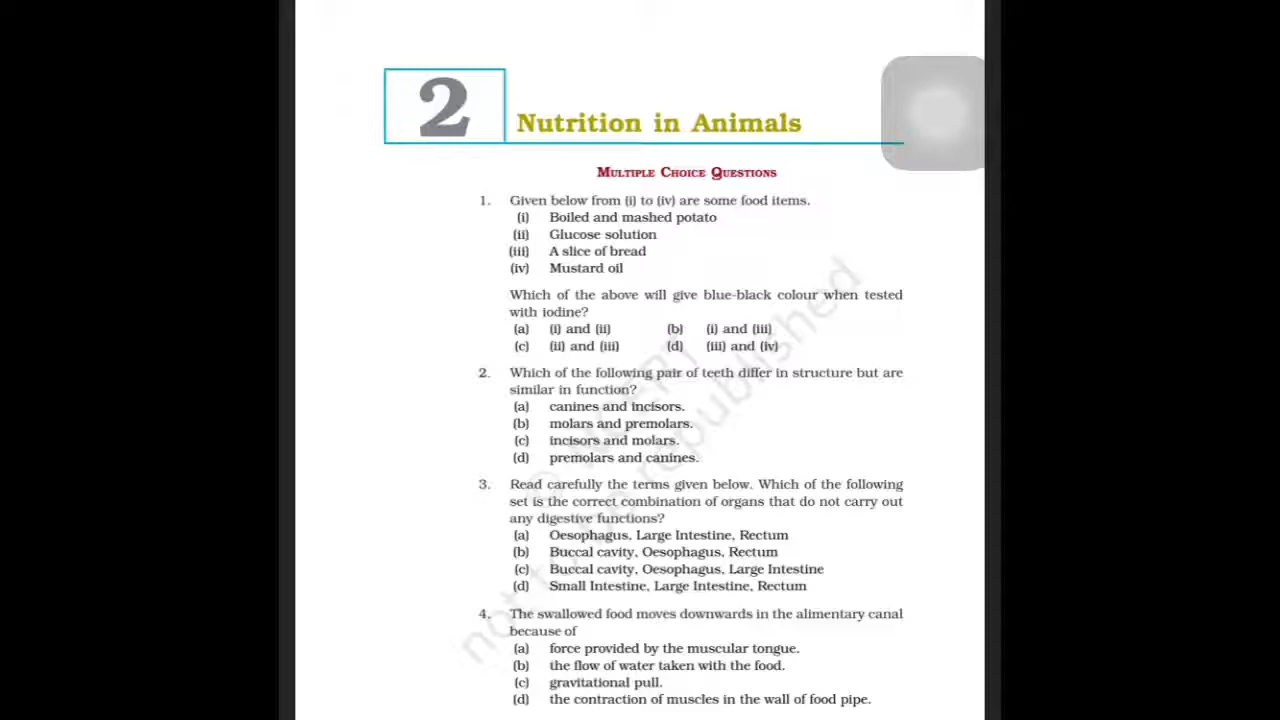 2
Nutrition in Animals
MULTIPLE CHOICE QUESTIONS
1. Given below from (i) to (iv) are some food items.
(i) Boiled and mashed potato
(ii) Glucose solution
(iii) A slice of bread
(iv) Mustard oil
Which of the above will give blue-black colour when tested
with iodine?
(a) (i) and (ii) (b) (i) and (iii)
(c) (ii) and (iii) (d) (iii) and (iv)
2. Which of the following pair of teeth differ in structure but are
similar in function?
(a) canines and incisors.
(b) molars and premolars.
(c) incisors and molars.
(d) premolars and canines.
3. Read carefully the terms given below. Which of the following
set is the correct combination of organs that do not carry out
any digestive functions?
(a) Oesophagus, Large Intestine, Rectum
(b) Buccal cavity, Oesophagus, Rectum
(c) Buccal cavity, Oesophagus, Large Intestine
(d) Small Intestine, Large Intestine, Rectum
4. The swallowed food moves downwards in the alimentary canal
because of
(a) force provided by the muscular tongue.
(b) the flow of water taken with the food.
(c) gravitational pull.
(d) the contraction of muscles in the wall of food pipe.
© NCERT
not to be republished